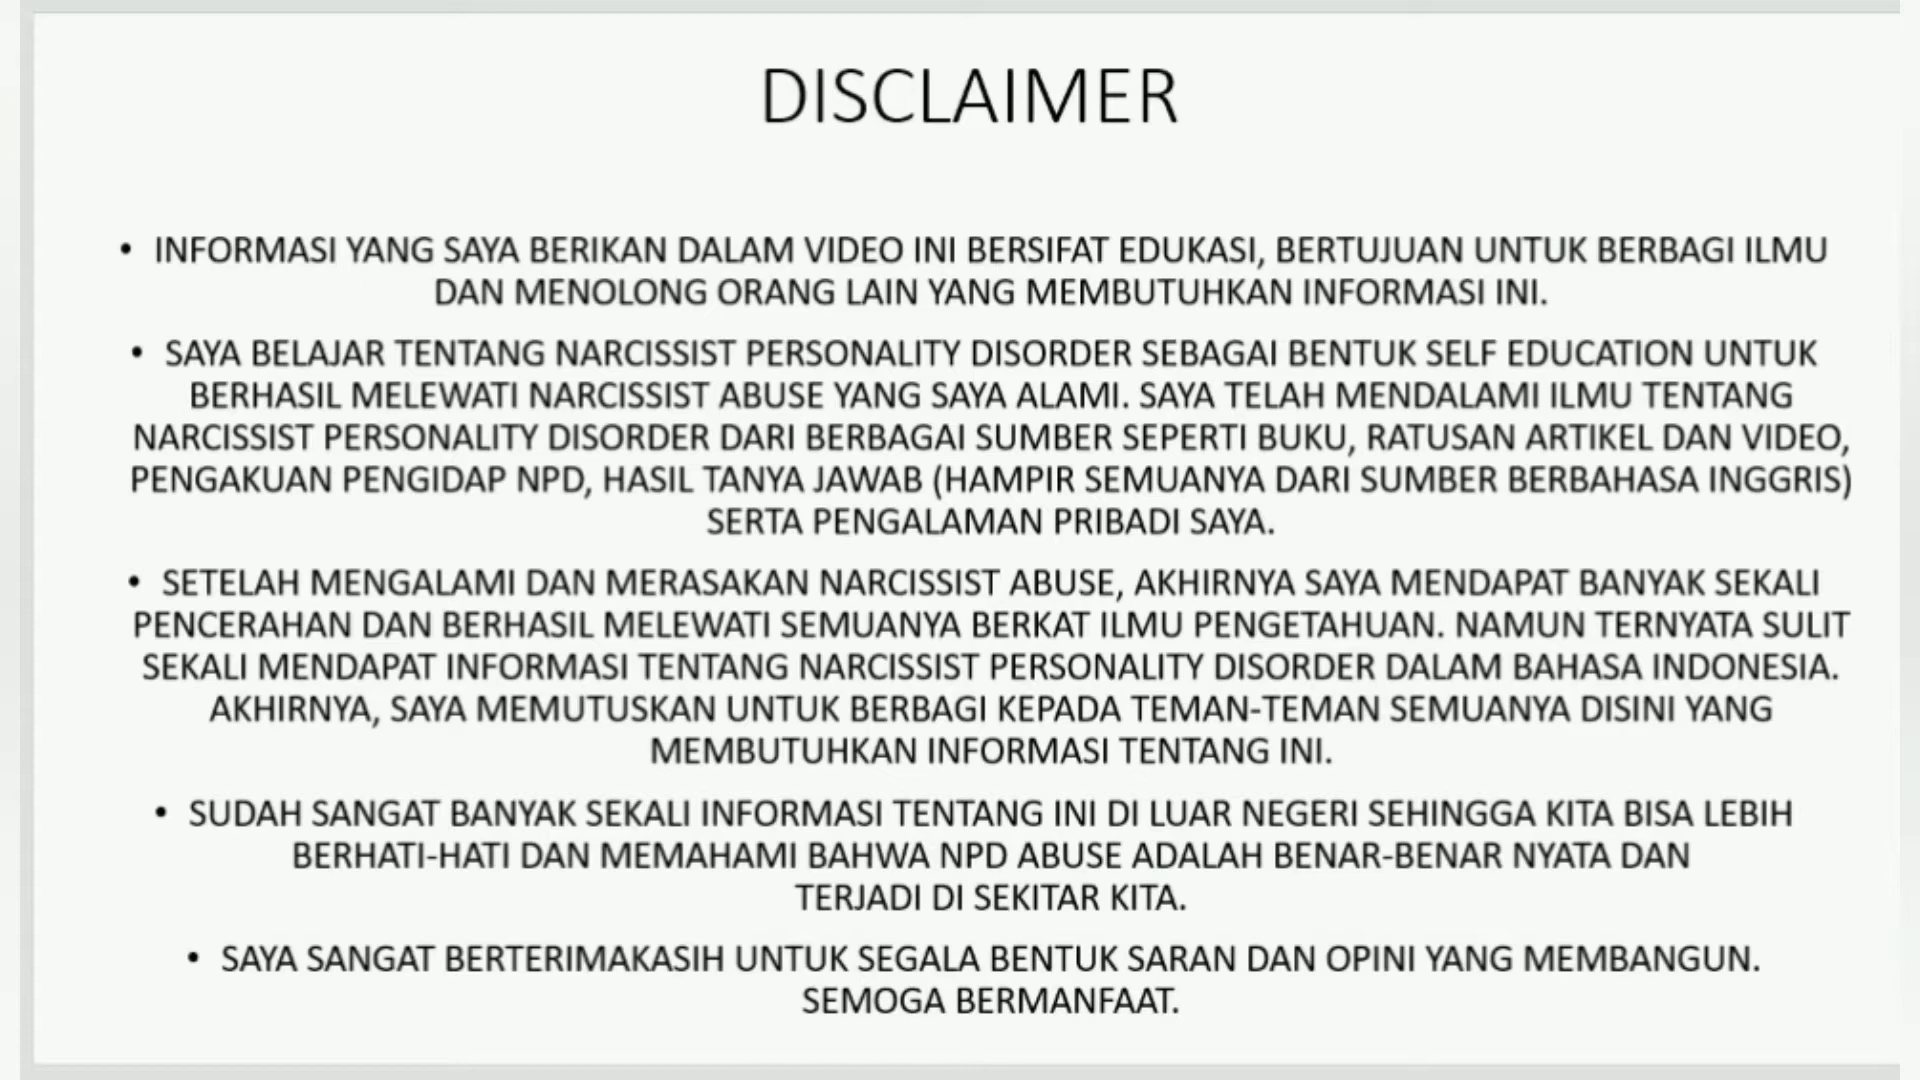 DISCLAIMER
• INFORMASI YANG SAYA BERIKAN DALAM VIDEO INI BERSIFAT EDUKASI, BERTUJUAN UNTUK BERBAGI ILMU
DAN MENOLONG ORANG LAIN YANG MEMBUTUHKAN INFORMASI INI.
• SAYA BELAJAR TENTANG NARCISSIST PERSONALITY DISORDER SEBAGAI BENTUK SELF EDUCATION UNTUK
BERHASIL MELEWATI NARCISSIST ABUSE YANG SAYA ALAMI. SAYA TELAH MENDALAMI ILMU TENTANG
NARCISSIST PERSONALITY DISORDER DARI BERBAGAI SUMBER SEPERTI BUKU, RATUSAN ARTIKEL DAN VIDEO,
PENGAKUAN PENGIDAP NPD, HASIL TANYA JAWAB (HAMPIR SEMUANYA DARI SUMBER BERBAHASA INGGRIS)
SERTA PENGALAMAN PRIBADI SAYA.
• SETELAH MENGALAMI DAN MERASAKAN NARCISSIST ABUSE, AKHIRNYA SAYA MENDAPAT BANYAK SEKALI
PENCERAHAN DAN BERHASIL MELEWATI SEMUANYA BERKAT ILMU PENGETAHUAN. NAMUN TERNYATA SULIT
SEKALI MENDAPAT INFORMASI TENTANG NARCISSIST PERSONALITY DISORDER DALAM BAHASA INDONESIA.
AKHIRNYA, SAYA MEMUTUSKAN UNTUK BERBAGI KEPADA TEMAN-TEMAN SEMUANYA DISINI YANG
MEMBUTUHKAN INFORMASI TENTANG INI.
• SUDAH SANGAT BANYAK SEKALI INFORMASI TENTANG INI DI LUAR NEGERI SEHINGGA KITA BISA LEBIH
BERHATI-HATI DAN MEMAHAMI BAHWA NPD ABUSE ADALAH BENAR-BENAR NYATA DAN
TERJADI DI SEKITAR KITA.
• SAYA SANGAT BERTERIMAKASIH UNTUK SEGALA BENTUK SARAN DAN OPINI YANG MEMBANGUN.
SEMOGA BERMANFAAT.